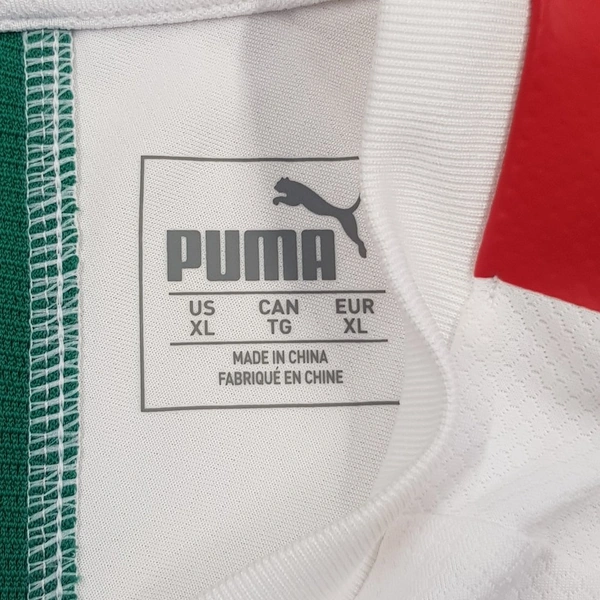 PUMA
US CAN EUR
XL TG XL
MADE IN CHINA
FABRIQUÉ EN CHINE